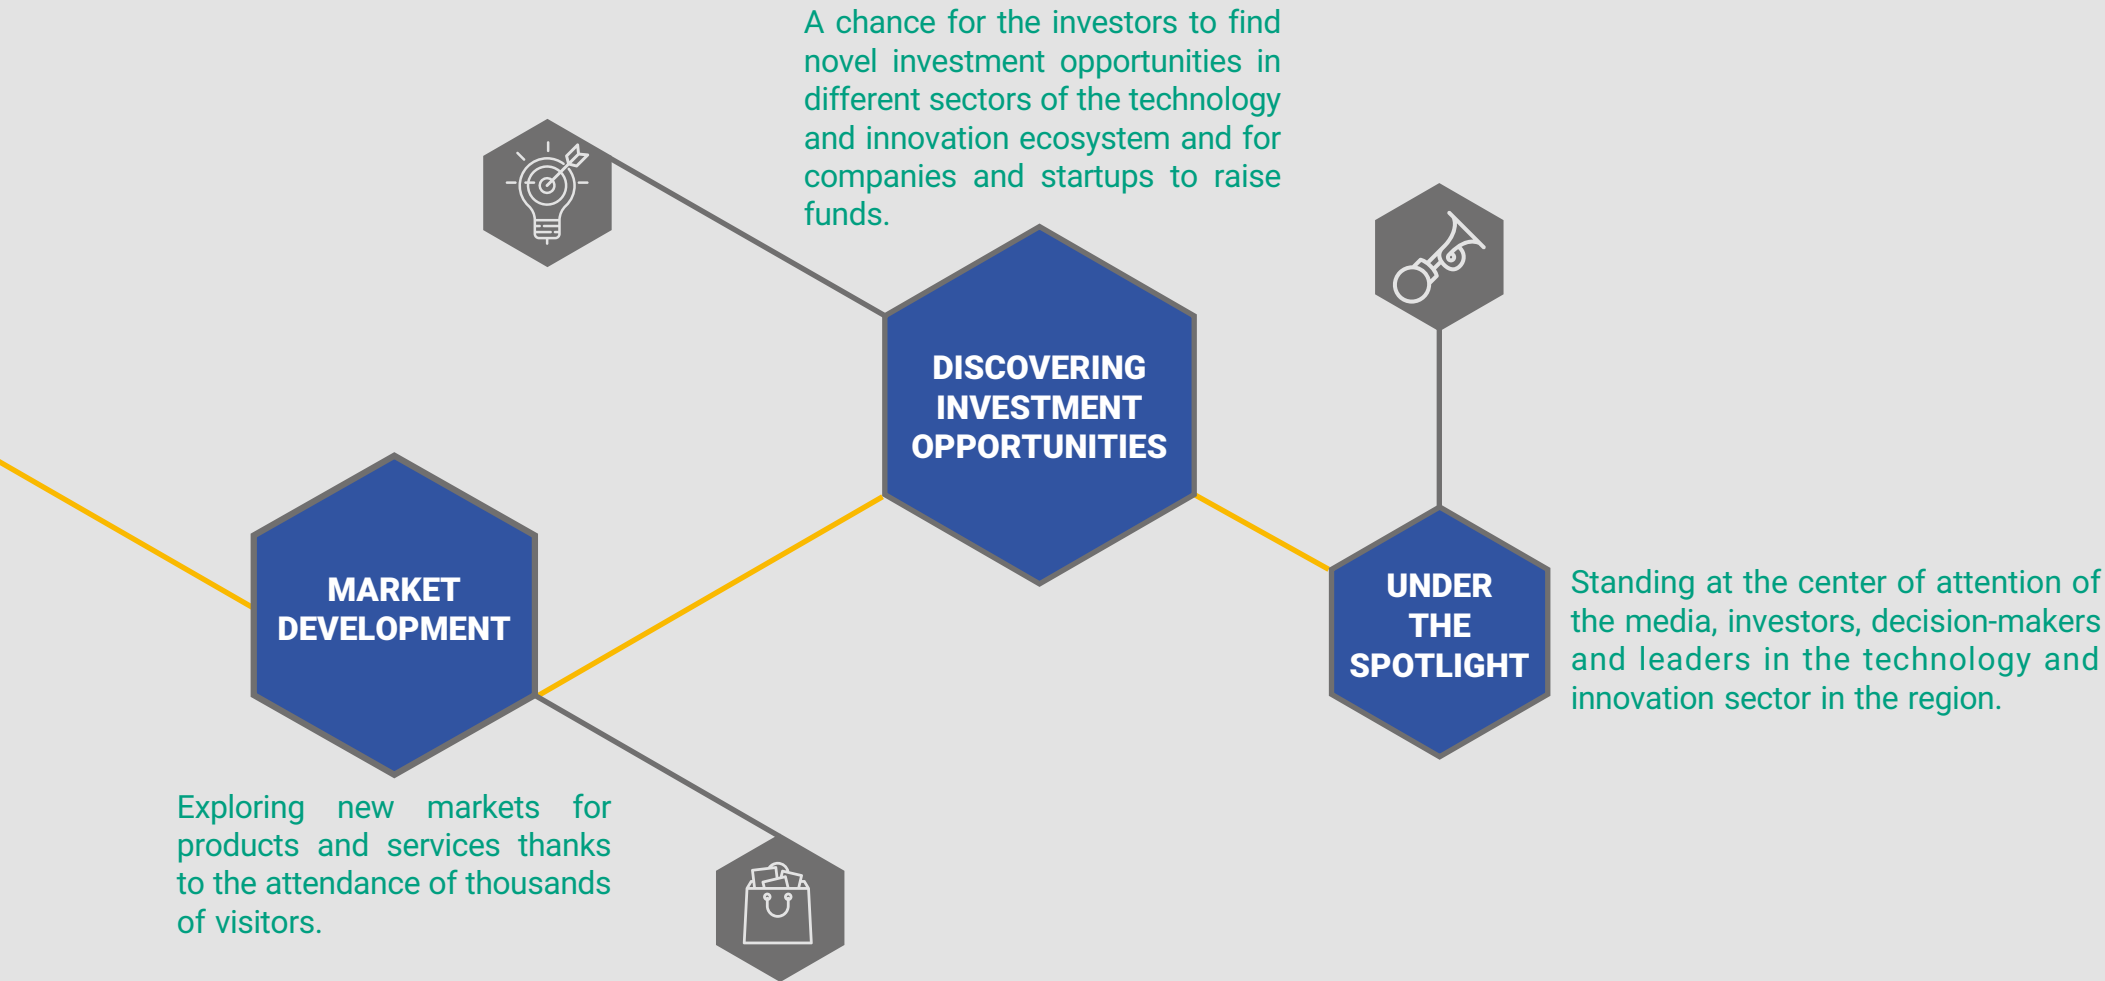 A chance for the investors to find
novel investment opportunities in
different sectors of the technology
and innovation ecosystem and for
companies and startups to raise
funds.
DISCOVERING
INVESTMENT
OPPORTUNITIES
MARKET
DEVELOPMENT
Exploring new markets for
products and services thanks
to the attendance of thousands
of visitors.
UNDER
THE
SPOTLIGHT
Standing at the center of attention of
the media, investors, decision-makers
and leaders in the technology and
innovation sector in the region.